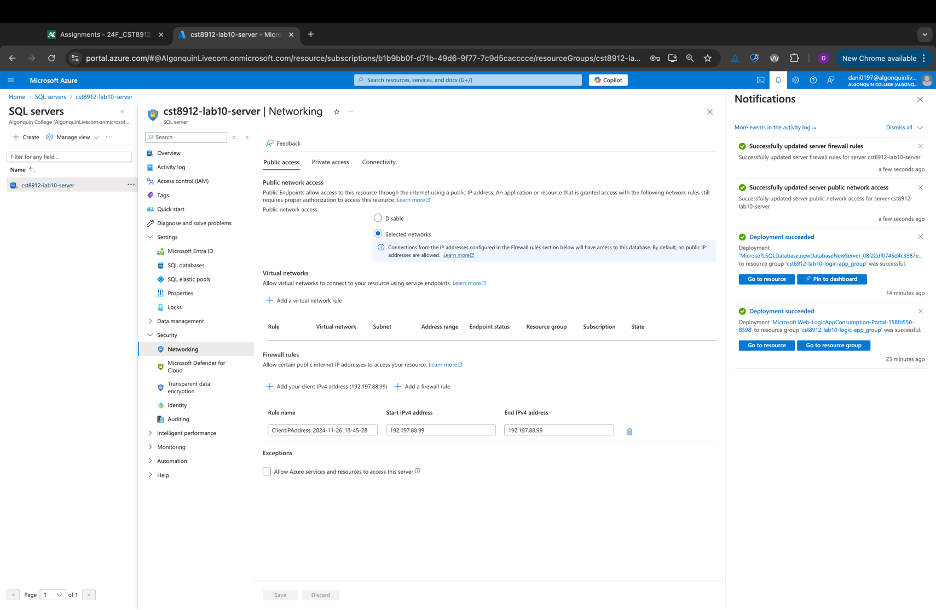 Assignments - 24F_CST8912
cst8912-lab10-server - Micro
portal.azure.com/#@AlgonquinLivecom.onmicrosoft.com/resource/subscriptions/b1b9bb0f-d71b-49d6-9f77-7c9d5cacccce/resourceGroups/cst8912-la...
D
New Chrome available
Microsoft Azure
Search resources, services, and docs (G+/)
Copilot
dani0197@algonquinliv...
ALGONQUIN COLLEGE (ALGONQ...
Home > SQL servers > cst8912-lab10-server
SQL servers
Algonquin College (AlgonquinLivecom.onmicrosof...
Create
Manage view
Filter for any field...
Name
cst8912-lab10-server
Page 1 of 1
cst8912-lab10-server | Networking
SQL server
Search
Overview
Activity log
Access control (IAM)
Tags
Quick start
Diagnose and solve problems
Settings
Microsoft Entra ID
SQL databases
SQL elastic pools
Properties
Locks
Data management
Security
Networking
Microsoft Defender for
Cloud
Transparent data
encryption
Identity
Auditing
Intelligent performance
Monitoring
Automation
Help
Feedback
Public access
Private access
Connectivity
Public network access
Public Endpoints allow access to this resource through the internet using a public IP address. An application or resource that is granted access with the following network rules still
requires proper authorization to access this resource. Learn more
Public network access
Disable
Selected networks
Connections from the IP addresses configured in the Firewall rules section below will have access to this database. By default, no public IP
addresses are allowed. Learn more
Virtual networks
Allow virtual networks to connect to your resource using service endpoints. Learn more
Add a virtual network rule
Rule Virtual network Subnet Address range Endpoint status Resource group Subscription State
Firewall rules
Allow certain public internet IP addresses to access your resource. Learn more
Add your client IPv4 address (192.197.88.99)
Add a firewall rule
Rule name Start IPv4 address End IPv4 address
ClientIPAddress_2024-11-26_13-45-28 192.197.88.99 192.197.88.99
Exceptions
Allow Azure services and resources to access this server
Save
Discard
Notifications
More events in the activity log →
Dismiss all
Successfully updated server firewall rules
Successfully updated server firewall rules for server cst8912-lab10-server
a few seconds ago
Successfully updated server public network access
Successfully updated server public network access for server cst8912-
lab10-server
a few seconds ago
Deployment succeeded
Deployment
to resource group 'cst8912-lab10-logic-app_group' was successful.
Go to resource
Pin to dashboard
14 minutes ago
Deployment succeeded
Deployment 'Microsoft.Web-LogicAppConsumption-Portal-158fb550-
8598' to resource group 'cst8912-lab10-logic-app_group' was successful.
Go to resource
Go to resource group
23 minutes ago